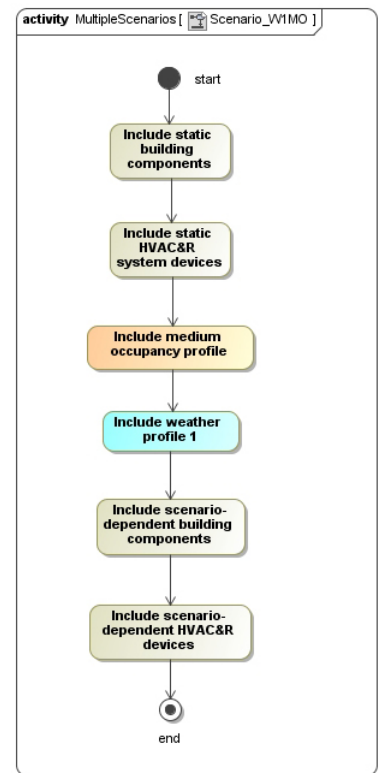 activity MultipleScenarios [ Scenario_W1MO ]
start
Include static
building
components
Include static
HVAC&R
system devices
Include medium
occupancy profile
Include weather
profile 1
Include scenario-
dependent building
components
Include scenario-
dependent HVAC&R
devices
end